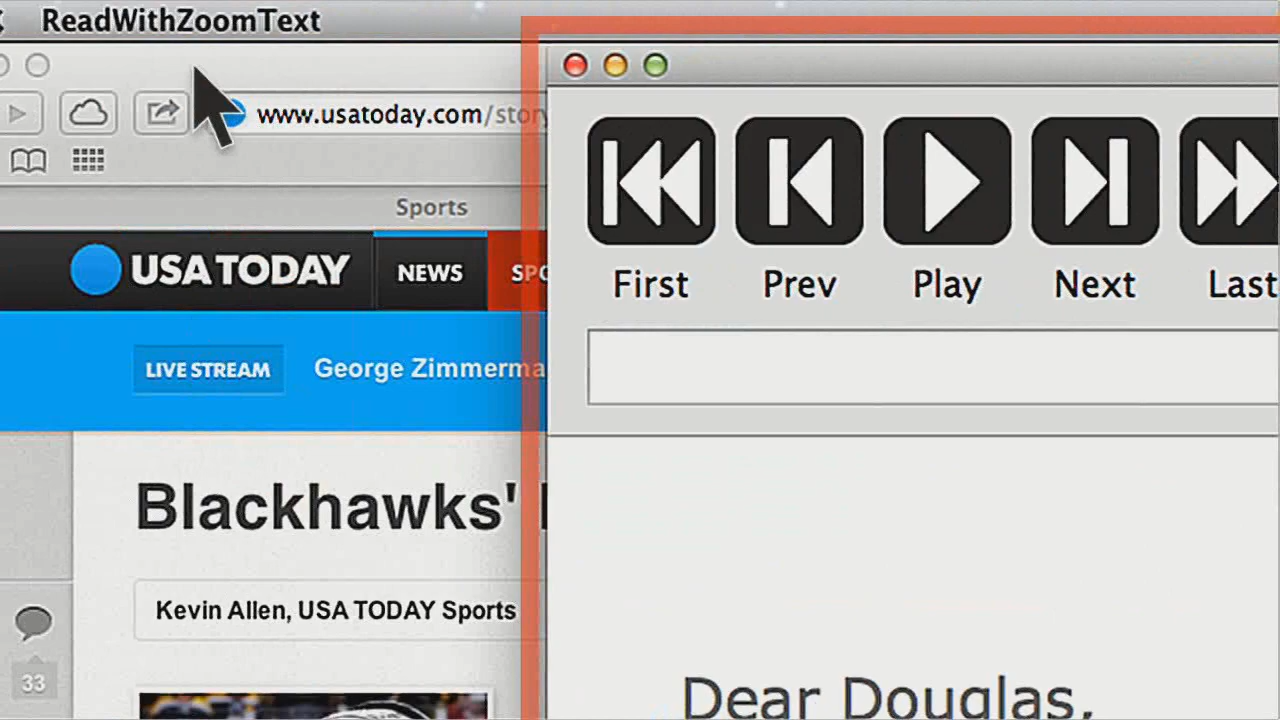 ReadWithZoomText
www.usatoday.com/story
Sports
USA TODAY
NEWS
LIVE STREAM
George Zimmerma
Blackhawks'
Kevin Allen, USA TODAY Sports
33
First
Prev
Play
Next
Last
Dear Douglas,